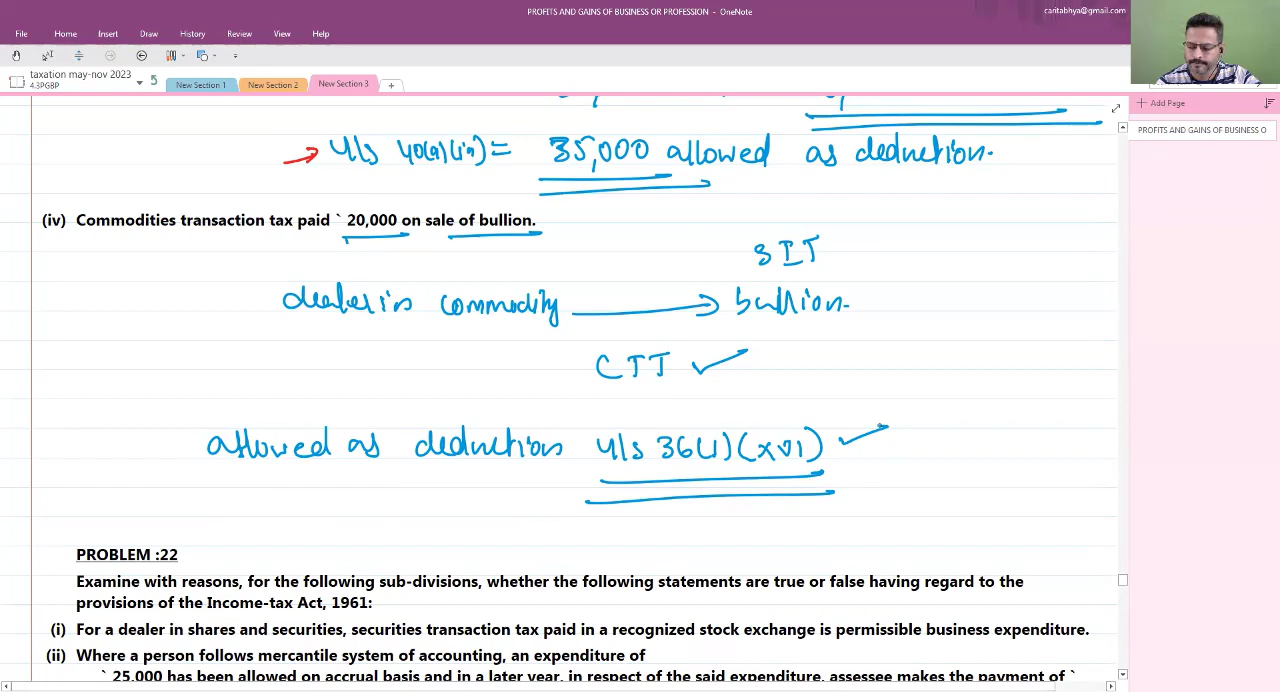 PROFITS AND GAINS OF BUSINESS OR PROFESSION - OneNote
caritabhya@gmail.com
File Home Insert Draw History Review View Help
taxation may-nov 2023
4.3PGBP
5
New Section 1 New Section 2 New Section 3
Add Page
PROFITS AND GAINS OF BUSINESS O
u/s 40(a)(ia) = 35,000 allowed as deduction.
(iv) Commodities transaction tax paid ` 20,000 on sale of bullion.
SIT
dealer in commodity bullion.
CTT
allowed as deduction u/s 36(1)(xvi)
PROBLEM :22
Examine with reasons, for the following sub-divisions, whether the following statements are true or false having regard to the
provisions of the Income-tax Act, 1961:
(i) For a dealer in shares and securities, securities transaction tax paid in a recognized stock exchange is permissible business expenditure.
(ii) Where a person follows mercantile system of accounting, an expenditure of
` 25,000 has been allowed on accrual basis and in a later year, in respect of the said expenditure, assessee makes the payment of `